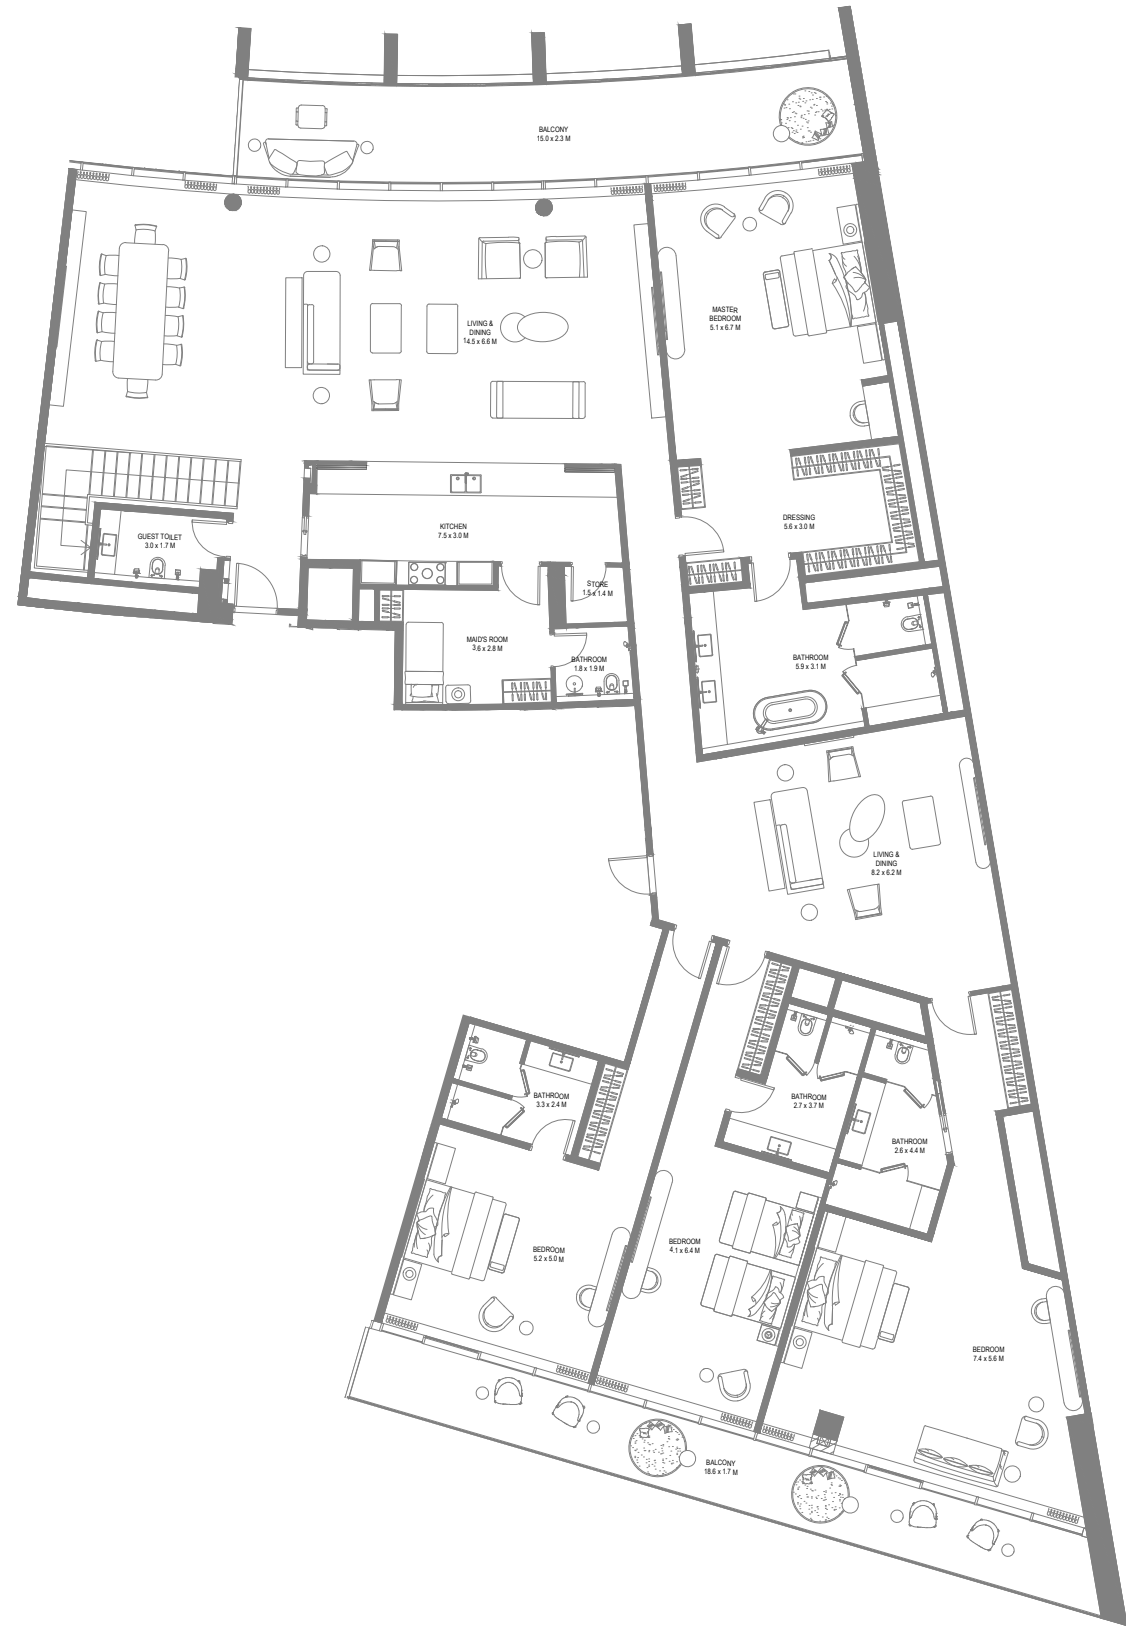 BALCONY
15.0 x 2.3 M
MASTER
BEDROOM
5.1 x 6.7 M
LIVING &
DINING
14.5 x 6.6 M
DRESSING
5.6 x 3.0 M
KITCHEN
7.5 x 3.0 M
GUEST TOILET
3.0 x 1.7 M
STORE
1.5 x 1.4 M
MAID'S ROOM
3.6 x 2.8 M
BATHROOM
1.8 x 1.9 M
BATHROOM
5.9 x 3.1 M
LIVING &
DINING
8.2 x 6.2 M
BATHROOM
3.3 x 2.4 M
BATHROOM
2.7 x 3.7 M
BATHROOM
2.6 x 4.4 M
BEDROOM
5.2 x 5.0 M
BEDROOM
4.1 x 6.4 M
BEDROOM
7.4 x 5.6 M
BALCONY
18.6 x 1.7 M